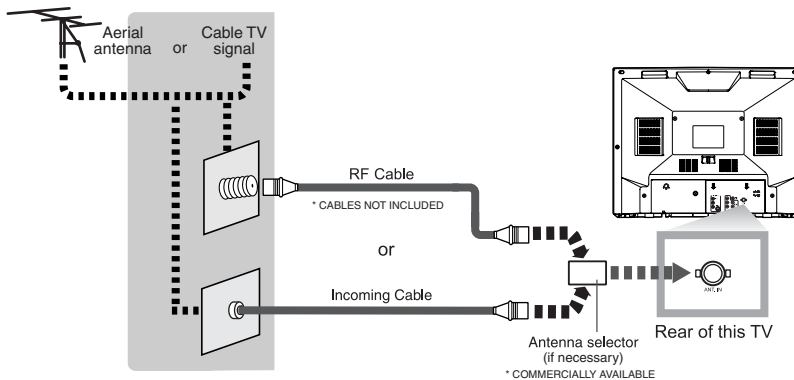 Aerial antenna
or
Cable TV signal
RF Cable
* CABLES NOT INCLUDED
or
Incoming Cable
Antenna selector
(if necessary)
* COMMERCIALLY AVAILABLE
ANT. IN
Rear of this TV